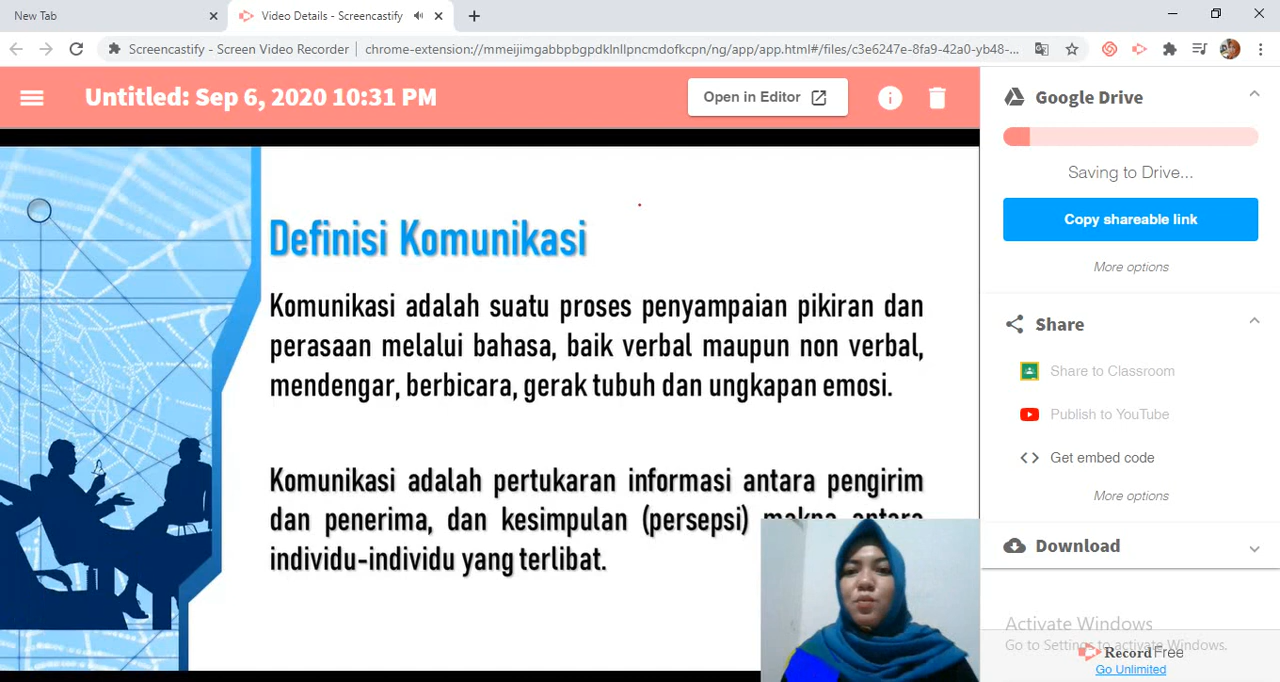 New Tab
Video Details - Screencastify
Screencastify - Screen Video Recorder
chrome-extension://mmeijimgabbpbgpdklnllpncmdofkcpn/ng/app/app.html#/files/c3e6247e-8fa9-42a0-yb48-...
Untitled: Sep 6, 2020 10:31 PM
Open in Editor
Definisi Komunikasi
Komunikasi adalah suatu proses penyampaian pikiran dan
perasaan melalui bahasa, baik verbal maupun non verbal,
mendengar, berbicara, gerak tubuh dan ungkapan emosi.
Komunikasi adalah pertukaran informasi antara pengirim
dan penerima, dan kesimpulan (persepsi) makna antara
individu-individu yang terlibat.
Google Drive
Saving to Drive...
Copy shareable link
More options
Share
Share to Classroom
Publish to YouTube
Get embed code
More options
Download
Activate Windows
Go to Settings to activate Windows.
Record Free
Go Unlimited